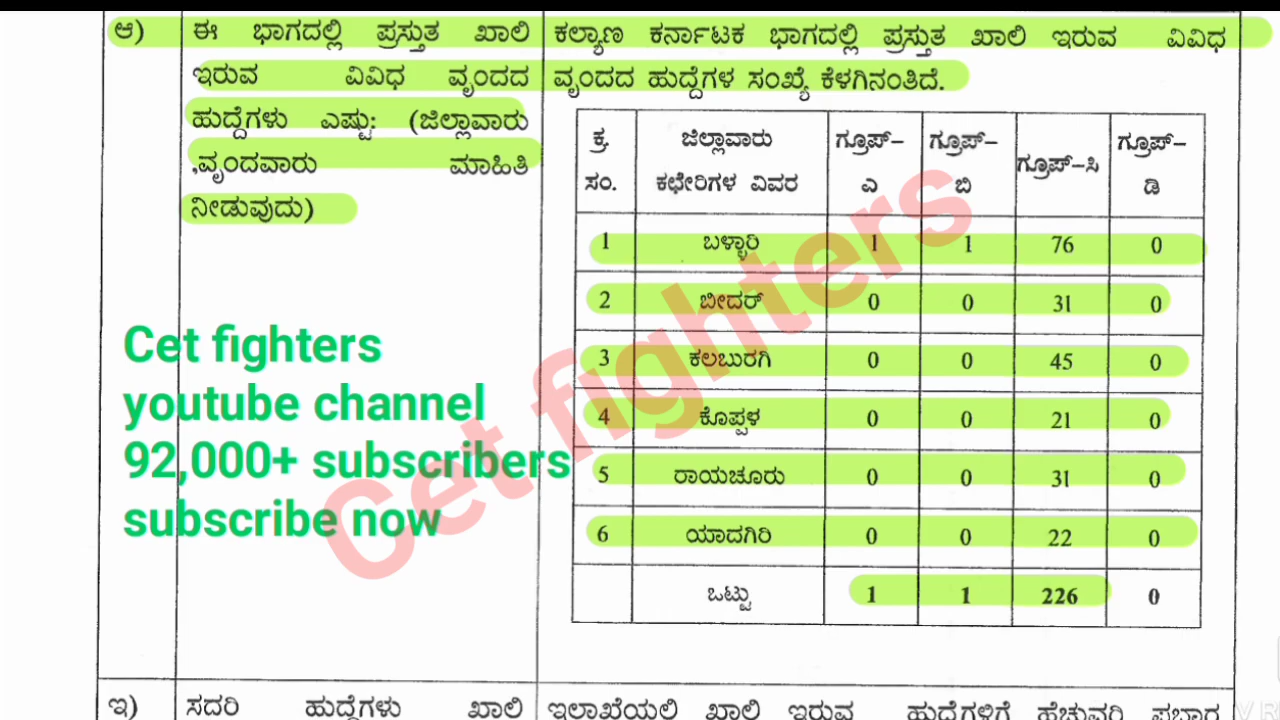 ಆ)
ಈ ಭಾಗದಲ್ಲಿ ಪ್ರಸ್ತುತ ಖಾಲಿ
ಇರುವ ವಿವಿಧ ವೃಂದದ
ಹುದ್ದೆಗಳು ಎಷ್ಟು: (ಜಿಲ್ಲಾವಾರು
,ವೃಂದವಾರು ಮಾಹಿತಿ
ನೀಡುವುದು)
ಕಲ್ಯಾಣ ಕರ್ನಾಟಕ ಭಾಗದಲ್ಲಿ ಪ್ರಸ್ತುತ ಖಾಲಿ ಇರುವ ವಿವಿಧ
ವೃಂದದ ಹುದ್ದೆಗಳ ಸಂಖ್ಯೆ ಕೆಳಗಿನಂತಿದೆ.
ಕ್ರ. ಸಂ. ಜಿಲ್ಲಾವಾರು ಕಛೇರಿಗಳ ವಿವರ ಗ್ರೂಪ್–ಎ ಗ್ರೂಪ್–ಬಿ ಗ್ರೂಪ್–ಸಿ ಗ್ರೂಪ್–ಡಿ
1 ಬಳ್ಳಾರಿ 1 1 76 0
2 ಬೀದರ್ 0 0 31 0
3 ಕಲಬುರಗಿ 0 0 45 0
4 ಕೊಪ್ಪಳ 0 0 21 0
5 ರಾಯಚೂರು 0 0 31 0
6 ಯಾದಗಿರಿ 0 0 22 0
ಒಟ್ಟು 1 1 226 0
Cet fighters
youtube channel
92,000+ subscribers
subscribe now
Cet fighters
ಇ)
ಸದರಿ ಹುದ್ದೆಗಳು ಖಾಲಿ
ಇಲಾಖೆಯಲ್ಲಿ ಖಾಲಿ ಇರುವ ಹುದ್ದೆಗಳಿಗೆ ಹೆಚ್ಚುವರಿ ಪ್ರಭಾರ